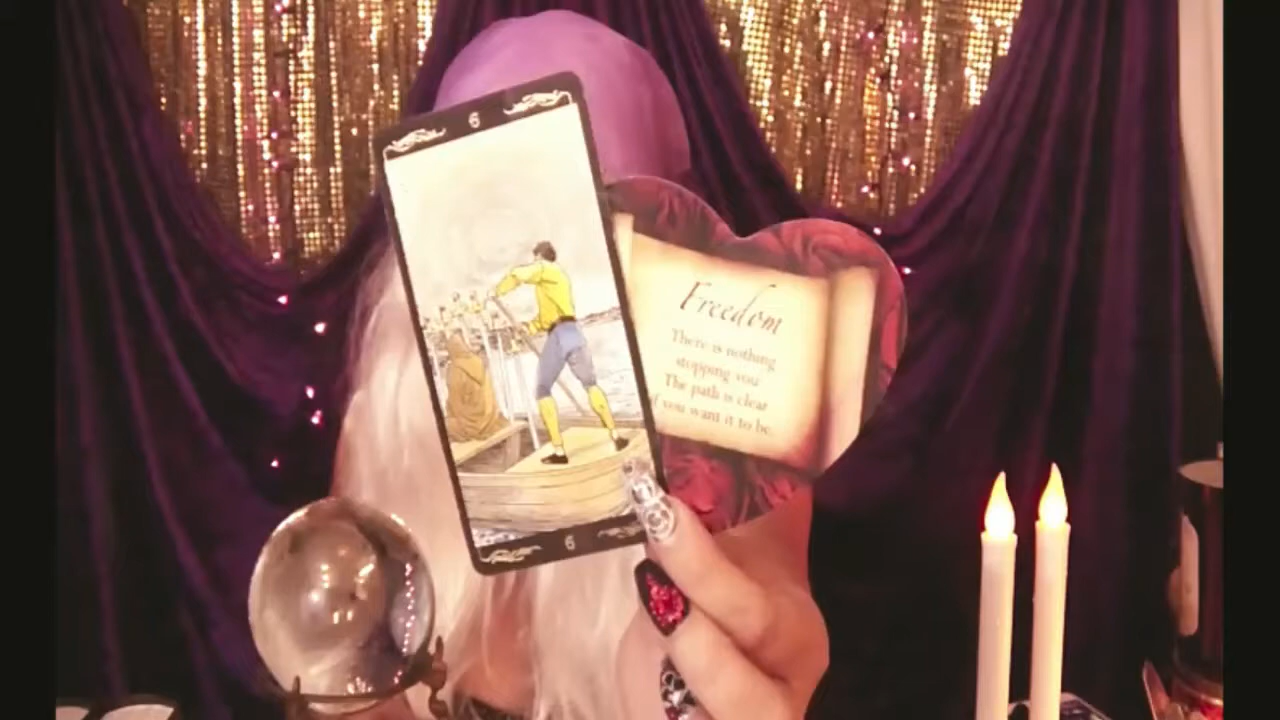 6
Freedom
There is nothing
stopping you
The path is clear
if you want it to be.
6